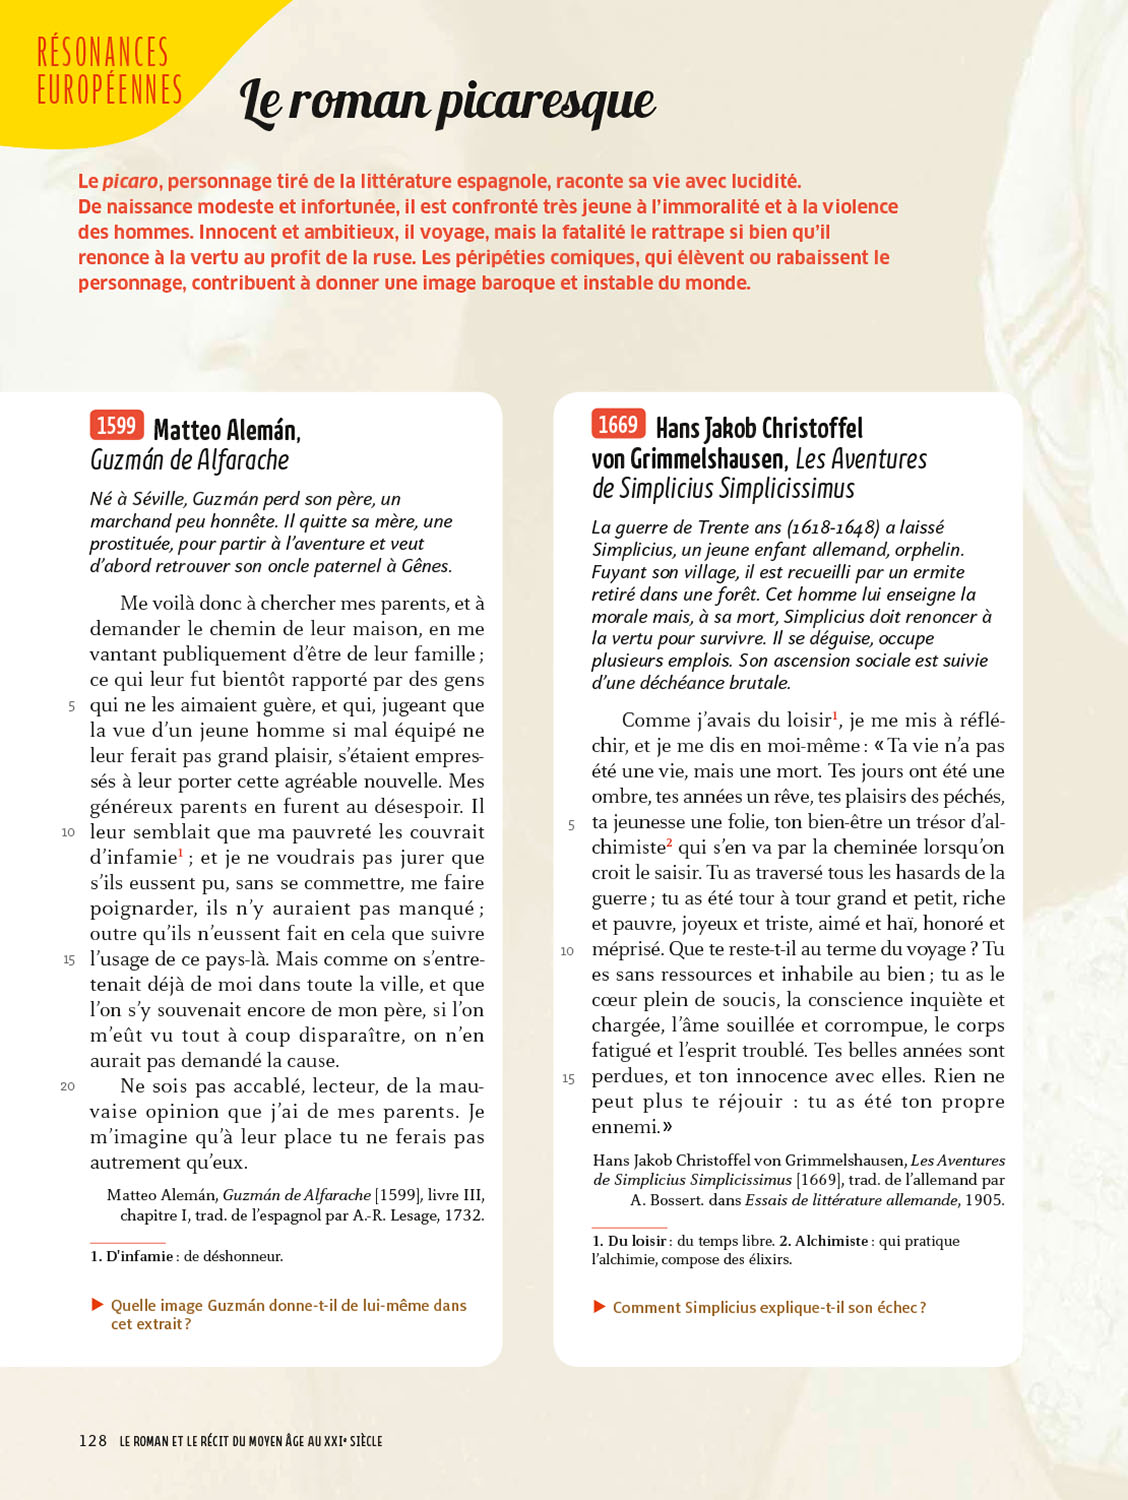 RÉSONANCES
EUROPÉENNES
Le roman picaresque
Le picaro, personnage tiré de la littérature espagnole, raconte sa vie avec lucidité.
De naissance modeste et infortunée, il est confronté très jeune à l'immoralité et à la violence
des hommes. Innocent et ambitieux, il voyage, mais la fatalité le rattrape si bien qu'il
renonce à la vertu au profit de la ruse. Les péripéties comiques, qui élèvent ou rabaissent le
personnage, contribuent à donner une image baroque et instable du monde.
1599 Matteo Alemán,
Guzmán de Alfarache
Né à Séville, Guzmán perd son père, un
marchand peu honnête. Il quitte sa mère, une
prostituée, pour partir à l'aventure et veut
d'abord retrouver son oncle paternel à Gênes.
Me voilà donc à chercher mes parents, et à
demander le chemin de leur maison, en me
vantant publiquement d'être de leur famille ;
ce qui leur fut bientôt rapporté par des gens
5 qui ne les aimaient guère, et qui, jugeant que
la vue d'un jeune homme si mal équipé ne
leur ferait pas grand plaisir, s'étaient empres-
sés à leur porter cette agréable nouvelle. Mes
généreux parents en furent au désespoir. Il
10 leur semblait que ma pauvreté les couvrait
d'infamie¹ ; et je ne voudrais pas jurer que
s'ils eussent pu, sans se commettre, me faire
poignarder, ils n'y auraient pas manqué ;
outre qu'ils n'eussent fait en cela que suivre
15 l'usage de ce pays-là. Mais comme on s'entre-
tenait déjà de moi dans toute la ville, et que
l'on s'y souvenait encore de mon père, si l'on
m'eût vu tout à coup disparaître, on n'en
aurait pas demandé la cause.
20 Ne sois pas accablé, lecteur, de la mau-
vaise opinion que j'ai de mes parents. Je
m'imagine qu'à leur place tu ne ferais pas
autrement qu'eux.
Matteo Alemán, Guzmán de Alfarache [1599], livre III,
chapitre I, trad. de l'espagnol par A.-R. Lesage, 1732.
1. D'infamie : de déshonneur.
► Quelle image Guzmán donne-t-il de lui-même dans
cet extrait ?
1669 Hans Jakob Christoffel
von Grimmelshausen, Les Aventures
de Simplicius Simplicissimus
La guerre de Trente ans (1618-1648) a laissé
Simplicius, un jeune enfant allemand, orphelin.
Fuyant son village, il est recueilli par un ermite
retiré dans une forêt. Cet homme lui enseigne la
morale mais, à sa mort, Simplicius doit renoncer à
la vertu pour survivre. Il se déguise, occupe
plusieurs emplois. Son ascension sociale est suivie
d'une déchéance brutale.
Comme j'avais du loisir¹, je me mis à réflé-
chir, et je me dis en moi-même : « Ta vie n'a pas
été une vie, mais une mort. Tes jours ont été une
ombre, tes années un rêve, tes plaisirs des péchés,
5 ta jeunesse une folie, ton bien-être un trésor d'al-
chimiste² qui s'en va par la cheminée lorsqu'on
croit le saisir. Tu as traversé tous les hasards de la
guerre ; tu as été tour à tour grand et petit, riche
et pauvre, joyeux et triste, aimé et haï, honoré et
10 méprisé. Que te reste-t-il au terme du voyage ? Tu
es sans ressources et inhabile au bien ; tu as le
cœur plein de soucis, la conscience inquiète et
chargée, l'âme souillée et corrompue, le corps
fatigué et l'esprit troublé. Tes belles années sont
15 perdues, et ton innocence avec elles. Rien ne
peut plus te réjouir : tu as été ton propre
ennemi. »
Hans Jakob Christoffel von Grimmelshausen, Les Aventures
de Simplicius Simplicissimus [1669], trad. de l'allemand par
A. Bossert. dans Essais de littérature allemande, 1905.
1. Du loisir : du temps libre. 2. Alchimiste : qui pratique
l'alchimie, compose des élixirs.
► Comment Simplicius explique-t-il son échec ?
128 LE ROMAN ET LE RÉCIT DU MOYEN ÂGE AU XXIe SIÈCLE